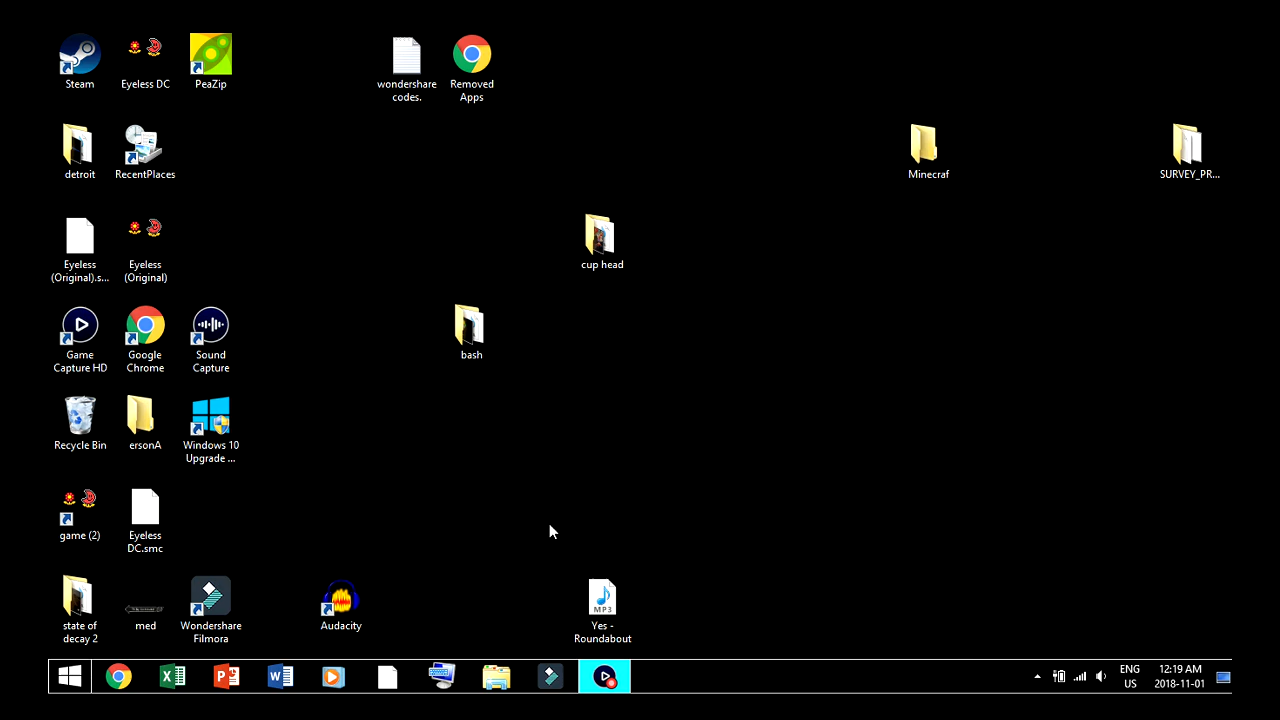 Steam
Eyeless DC
PeaZip
wondershare
codes.
Removed
Apps
detroit
RecentPlaces
Minecraf
SURVEY_PR...
Eyeless
(Original).s...
Eyeless
(Original)
cup head
Game
Capture HD
Google
Chrome
Sound
Capture
bash
Recycle Bin
ersonA
Windows 10
Upgrade ...
game (2)
Eyeless
DC.smc
state of
decay 2
med
Wondershare
Filmora
Audacity
MP3
Yes -
Roundabout
ENG
US
12:19 AM
2018-11-01